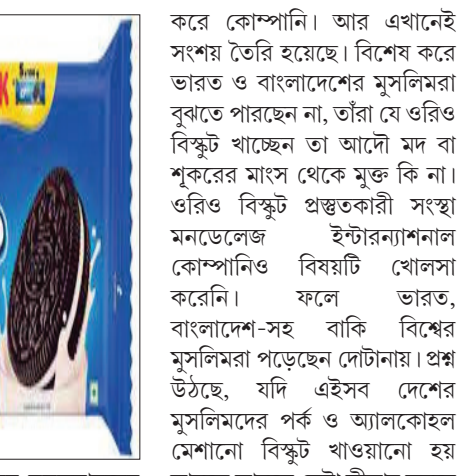 করে কোম্পানি। আর এখানেই
সংশয় তৈরি হয়েছে। বিশেষ করে
ভারত ও বাংলাদেশের মুসলিমরা
বুঝতে পারছেন না, তাঁরা যে ওরিও
বিস্কুট খাচ্ছেন তা আদৌ মদ বা
শূকরের মাংস থেকে মুক্ত কি না।
ওরিও বিস্কুট প্রস্তুতকারী সংস্থা
মনডেলেজ ইন্টারন্যাশনাল
কোম্পানিও বিষয়টি খোলসা
করেনি। ফলে ভারত,
বাংলাদেশ-সহ বাকি বিশ্বের
মুসলিমরা পড়েছেন দোটানায়। প্রশ্ন
উঠছে, যদি এইসব দেশের
মুসলিমদের পর্ক ও অ্যালকোহল
মেশানো বিস্কুট খাওয়ানো হয়